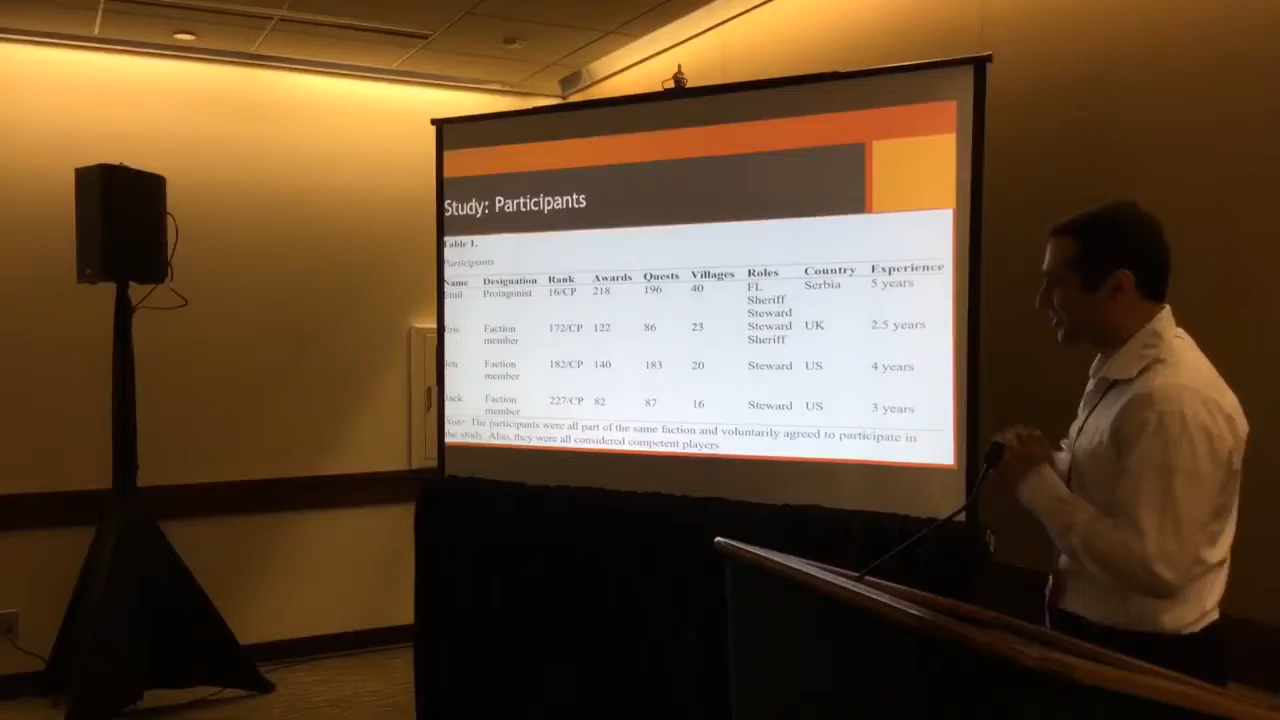 Study: Participants
Table 1.
Participants
Name Designation Rank Awards Quests Villages Roles Country Experience
Emil Protagonist 16/CP 218 196 40 FL Serbia 5 years
Sheriff
Steward
Eric Faction 172/CP 122 86 23 Steward UK 2.5 years
member Sheriff
Jen Faction 182/CP 140 183 20 Steward US 4 years
member
Jack Faction 227/CP 82 87 16 Steward US 3 years
member
Note: The participants were all part of the same faction and voluntarily agreed to participate in
the study. Also, they were all considered competent players